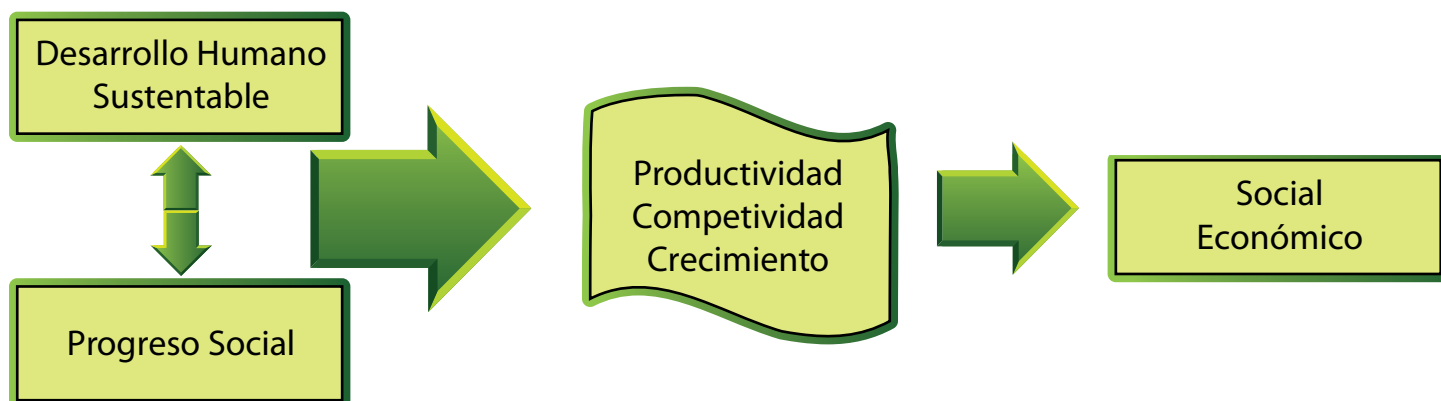 Desarrollo Humano
Sustentable
Progreso Social
Productividad
Competividad
Crecimiento
Social
Económico